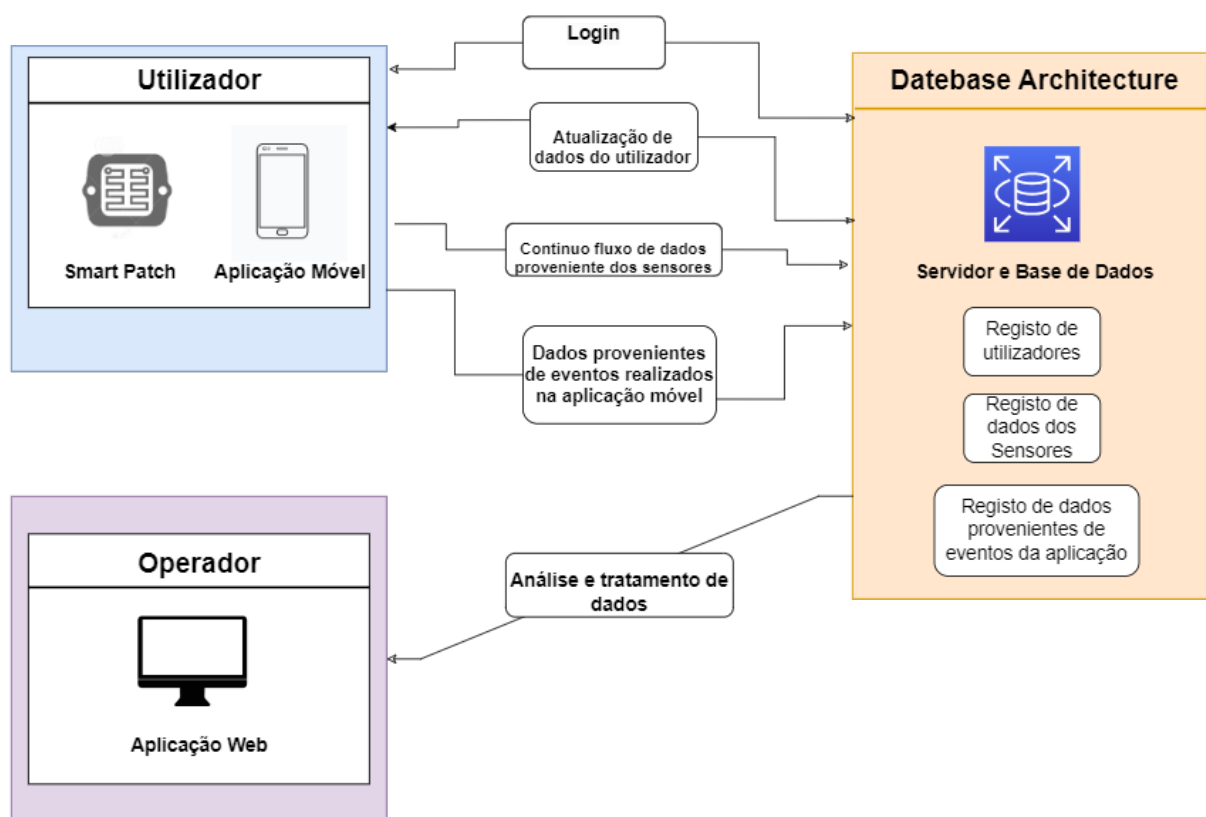 Login
Utilizador
Datebase Architecture
Atualização de
dados do utilizador
Smart Patch
Aplicação Móvel
Continuo fluxo de dados
proveniente dos sensores
Servidor e Base de Dados
Registo de
utilizadores
Dados provenientes
de eventos realizados
na aplicação móvel
Registo de
dados dos
Sensores
Registo de dados
provenientes de
eventos da aplicação
Operador
Análise e tratamento de
dados
Aplicação Web